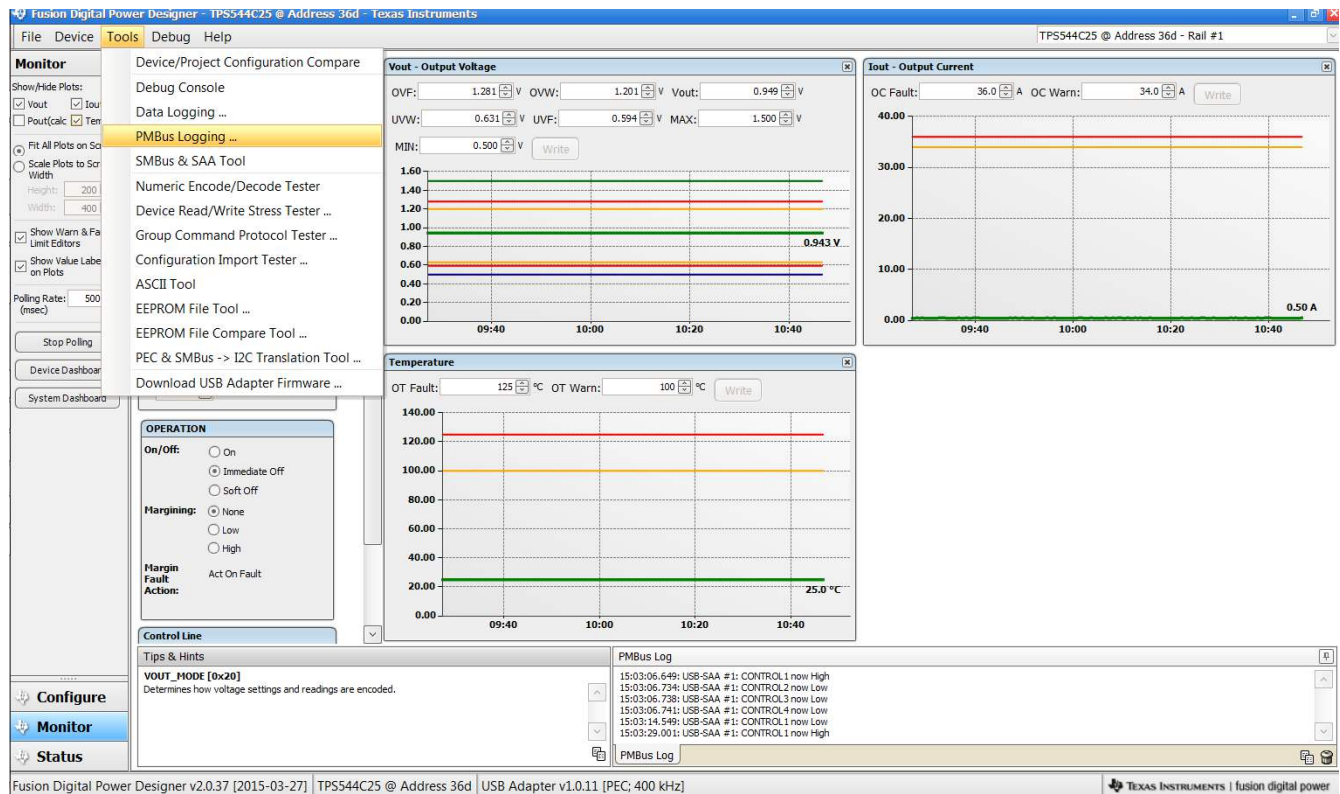 Fusion Digital Power Designer - TPS544C25 @ Address 36d - Texas Instruments
File Device Tools Debug Help
TPS544C25 @ Address 36d - Rail #1
Monitor
Show/Hide Plots:
Vout
Pout(calc
Fit All Plots on
Scale Plots to
Width
Height: 200
Width: 400
Show Warn &
Limit Editors
Show Value
on Plots
Polling Rate: 500
(msec)
Stop Polling
Device
System Dashboard
Device/Project Configuration Compare
Debug Console
Data Logging ...
PMBus Logging ...
SMBus & SAA Tool
Numeric Encode/Decode Tester
Device Read/Write Stress Tester ...
Group Command Protocol Tester ...
Configuration Import Tester ...
ASCII Tool
EEPROM File Tool ...
EEPROM File Compare Tool ...
PEC & SMBus -> I2C Translation Tool ...
Download USB Adapter Firmware ...
OPERATION
On/Off: On
Immediate Off
Soft Off
Margining: None
Low
High
Margin
Fault
Action:
Act On Fault
Control Line
Vout - Output Voltage
OVF: 1.281 V OVW: 1.201 V Vout: 0.949 V
UVW: 0.631 V UVF: 0.594 V MAX: 1.500 V
MIN: 0.500 V Write
1.60
1.40
1.20
1.00
0.80
0.943 V
0.60
0.40
0.20
0.00
09:40 10:00 10:20 10:40
Iout - Output Current
OC Fault: 36.0 A OC Warn: 34.0 A Write
40.00
30.00
20.00
10.00
0.50 A
0.00
09:40 10:00 10:20 10:40
Temperature
OT Fault: 125 °C OT Warn: 100 °C Write
140.00
120.00
100.00
80.00
60.00
40.00
20.00
25.0 °C
0.00
09:40 10:00 10:20 10:40
Tips & Hints
VOUT_MODE [0x20]
Determines how voltage settings and readings are encoded.
PMBus Log
15:03:06.649: USB-SAA #1: CONTROL1 now High
15:03:06.734: USB-SAA #1: CONTROL2 now Low
15:03:06.738: USB-SAA #1: CONTROL3 now Low
15:03:06.741: USB-SAA #1: CONTROL4 now Low
15:03:14.549: USB-SAA #1: CONTROL1 now Low
15:03:29.001: USB-SAA #1: CONTROL1 now High
PMBus Log
Configure
Monitor
Status
Fusion Digital Power Designer v2.0.37 [2015-03-27] TPS544C25 @ Address 36d USB Adapter v1.0.11 [PEC; 400 kHz]
TEXAS INSTRUMENTS | fusion digital power